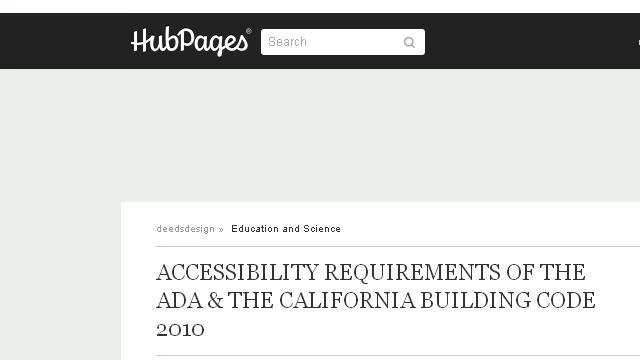 HubPages®
Search
deedsdesign » Education and Science
ACCESSIBILITY REQUIREMENTS OF THE
ADA & THE CALIFORNIA BUILDING CODE
2010